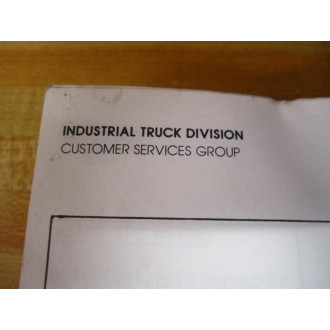 INDUSTRIAL TRUCK DIVISION
CUSTOMER SERVICES GROUP